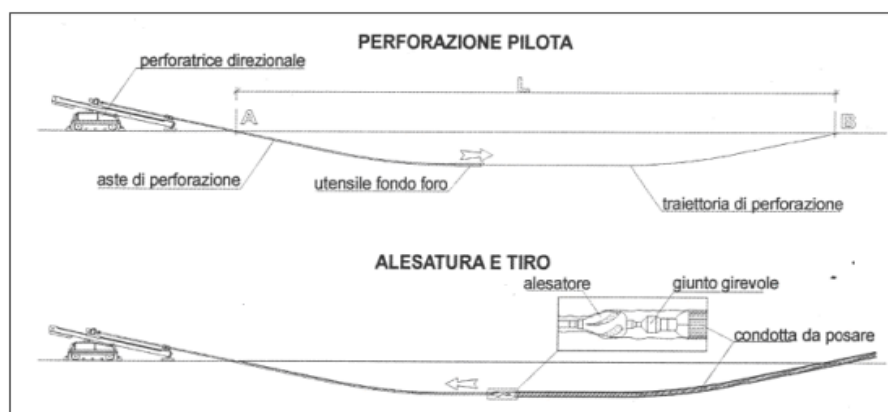 PERFORAZIONE PILOTA
perforatrice direzionale
L
A
B
aste di perforazione
utensile fondo foro
traiettoria di perforazione
ALESATURA E TIRO
alesatore
giunto girevole
condotta da posare